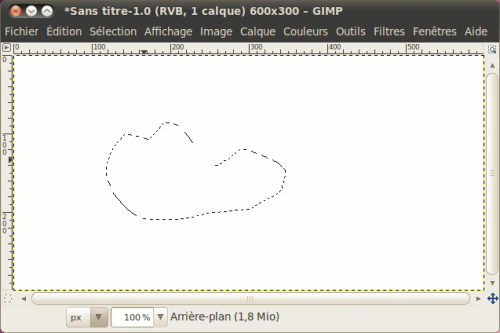 *Sans titre-1.0 (RVB, 1 calque) 600x300 – GIMP
Fichier Édition Sélection Affichage Image Calque Couleurs Outils Filtres Fenêtres Aide
0 100 200 300 400 500
0
100
200
px 100 % Arrière-plan (1,8 Mio)